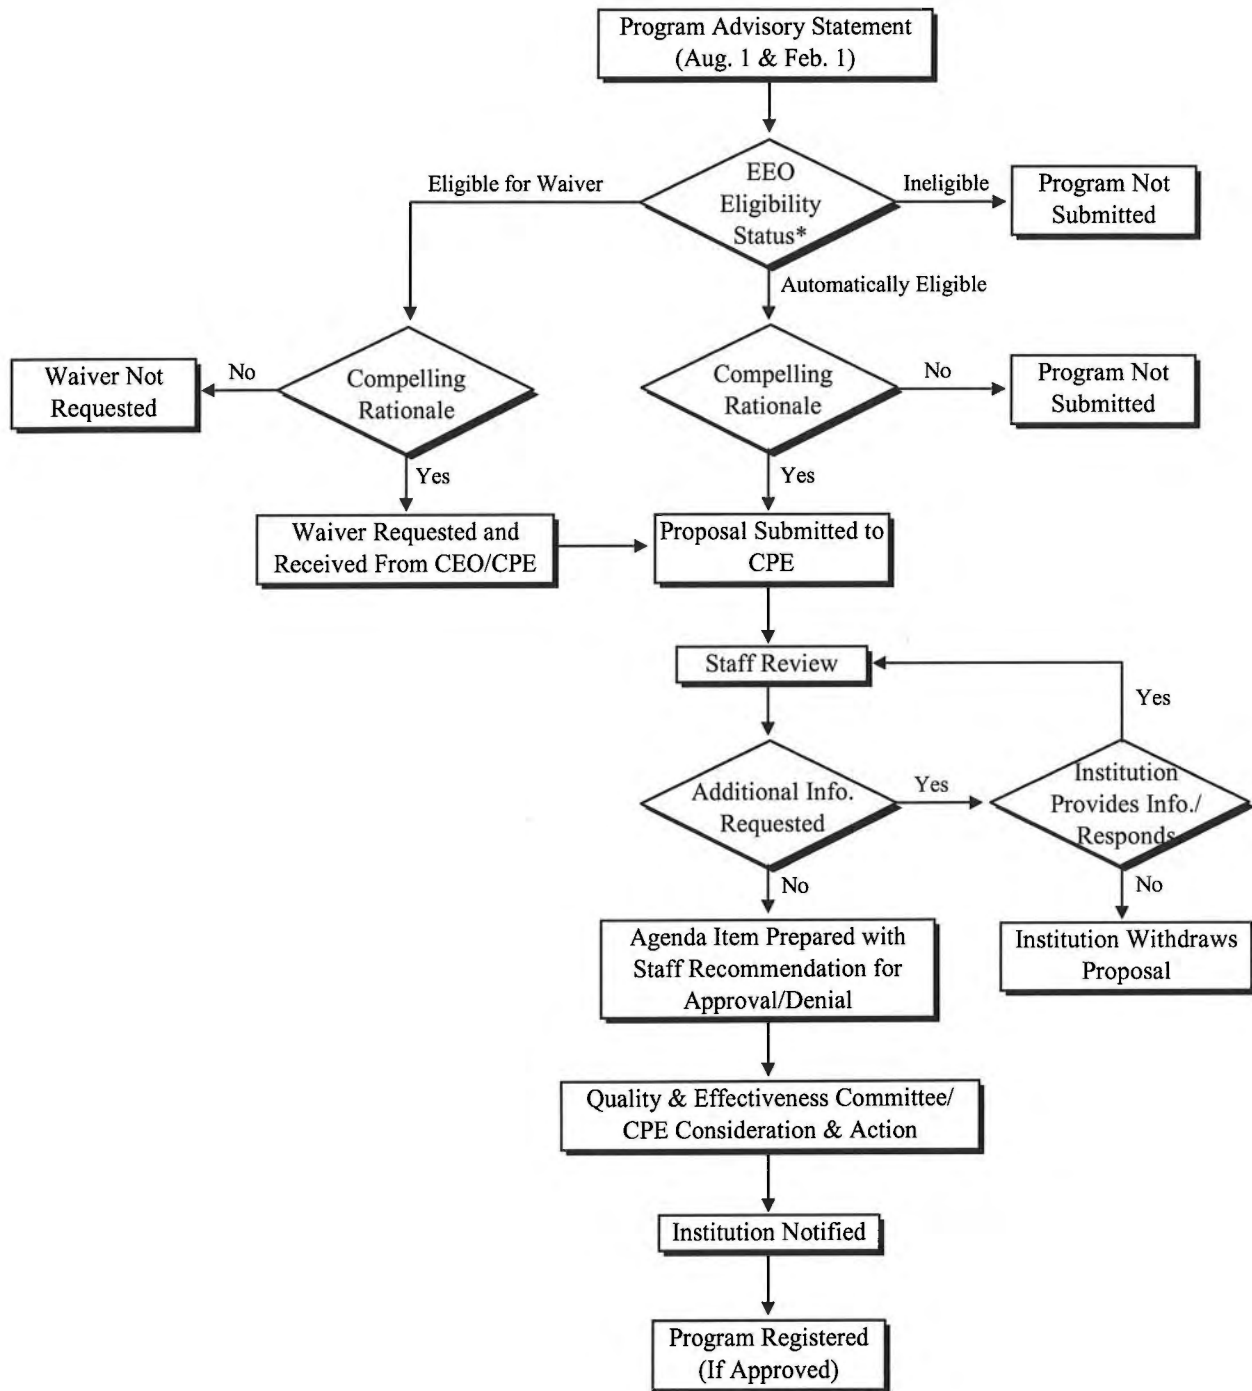 Program Advisory Statement
(Aug. 1 & Feb. 1)
EEO
Eligibility
Status*
Eligible for Waiver
Ineligible
Program Not
Submitted
Automatically Eligible
Waiver Not
Requested
No
Compelling
Rationale
Compelling
Rationale
No
Program Not
Submitted
Yes
Yes
Waiver Requested and
Received From CEO/CPE
Proposal Submitted to
CPE
Staff Review
Yes
Additional Info.
Requested
Yes
Institution
Provides Info./
Responds
No
No
Agenda Item Prepared with
Staff Recommendation for
Approval/Denial
Institution Withdraws
Proposal
Quality & Effectiveness Committee/
CPE Consideration & Action
Institution Notified
Program Registered
(If Approved)